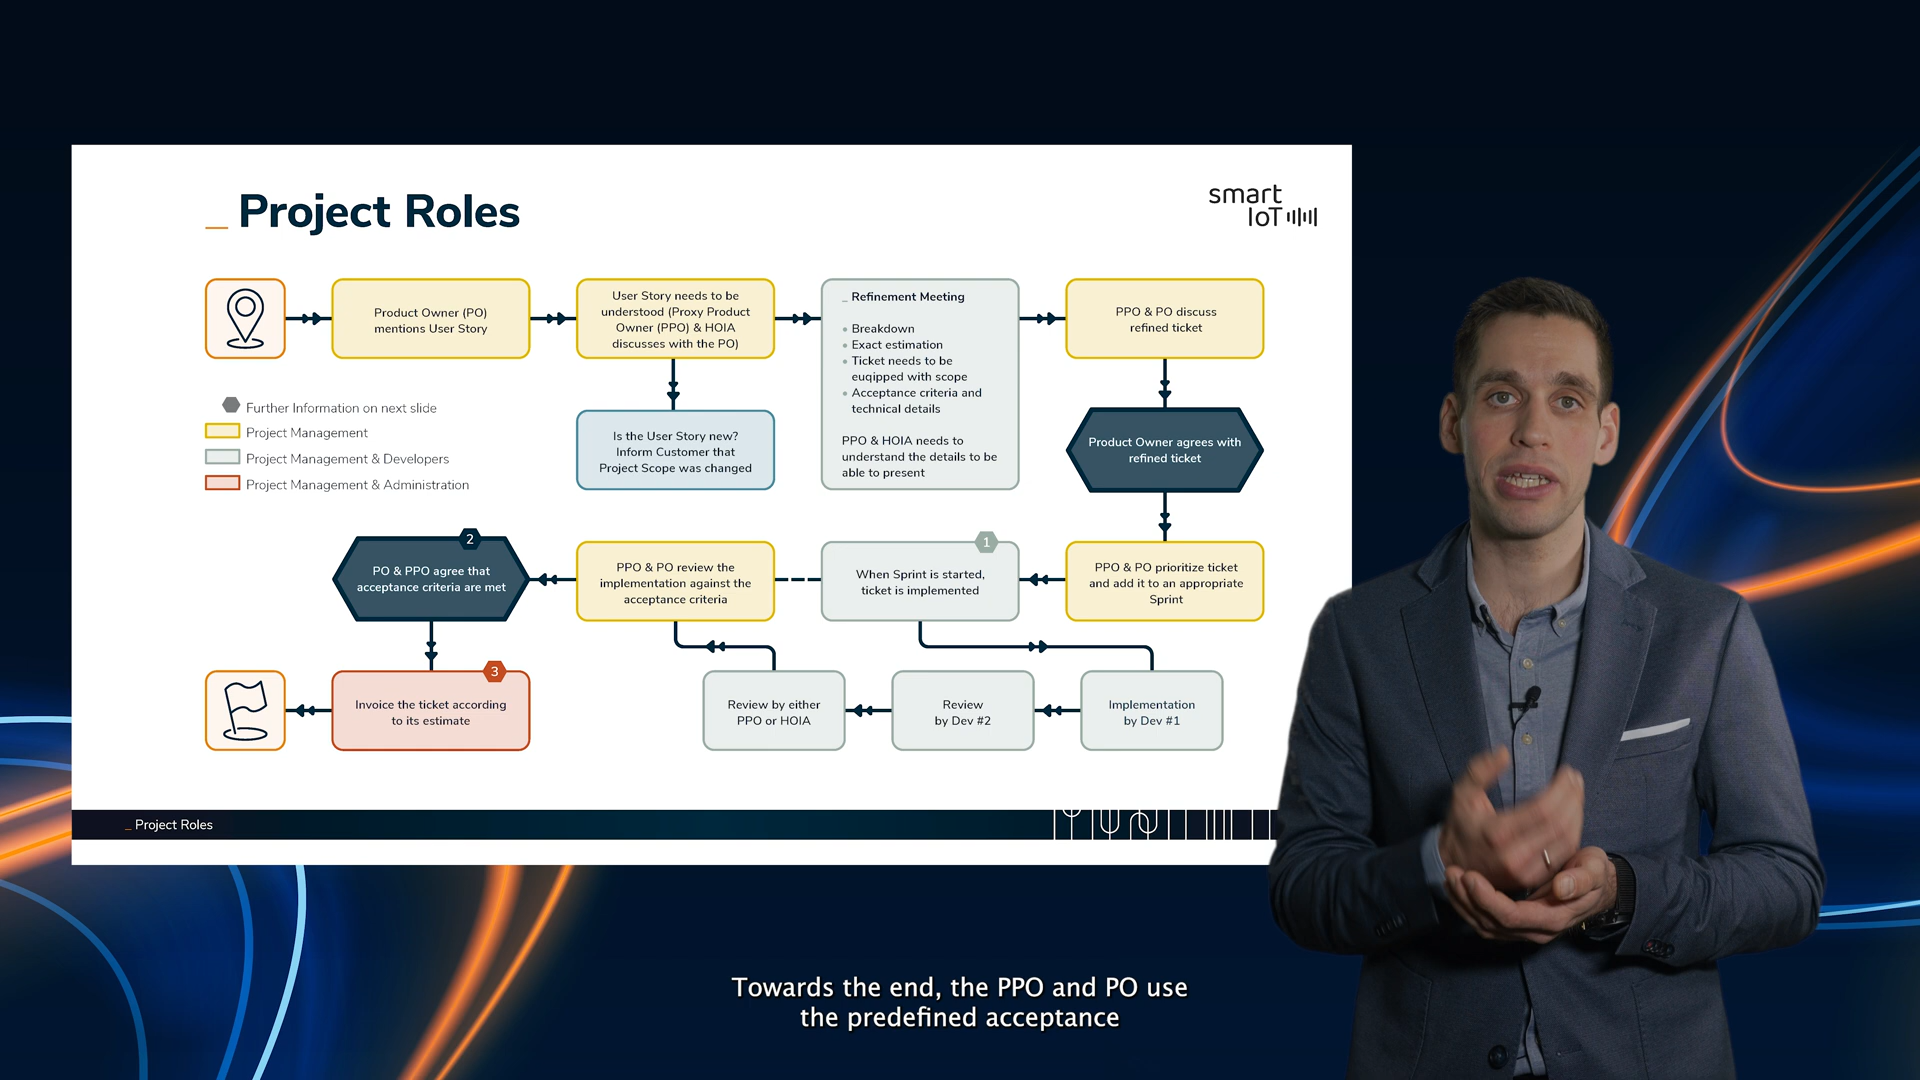 _ Project Roles
smart
IoT
Product Owner (PO)
mentions User Story
User Story needs to be
understood (Proxy Product
Owner (PPO) & HOIA
discusses with the PO)
_ Refinement Meeting
• Breakdown
• Exact estimation
• Ticket needs to be
euqipped with scope
• Acceptance criteria and
technical details
PPO & HOIA needs to
understand the details to be
able to present
PPO & PO discuss
refined ticket
Further Information on next slide
Project Management
Project Management & Developers
Project Management & Administration
Is the User Story new?
Inform Customer that
Project Scope was changed
Product Owner agrees with
refined ticket
2
PO & PPO agree that
acceptance criteria are met
PPO & PO review the
implementation against the
acceptance criteria
1
When Sprint is started,
ticket is implemented
PPO & PO prioritize ticket
and add it to an appropriate
Sprint
3
Invoice the ticket according
to its estimate
Review by either
PPO or HOIA
Review
by Dev #2
Implementation
by Dev #1
_ Project Roles
Towards the end, the PPO and PO use
the predefined acceptance